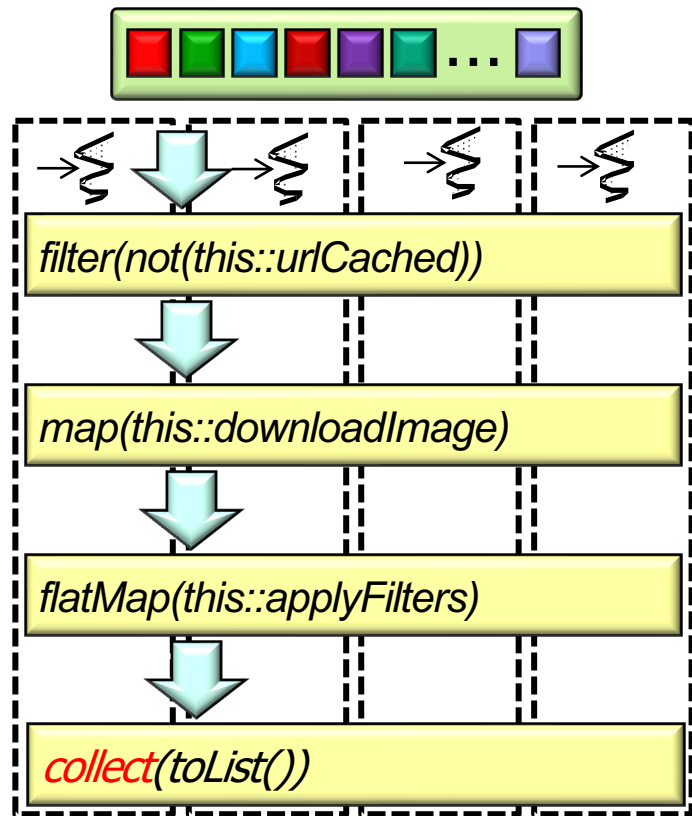 ...
filter(not(this::urlCached))
map(this::downloadImage)
flatMap(this::applyFilters)
collect(toList())